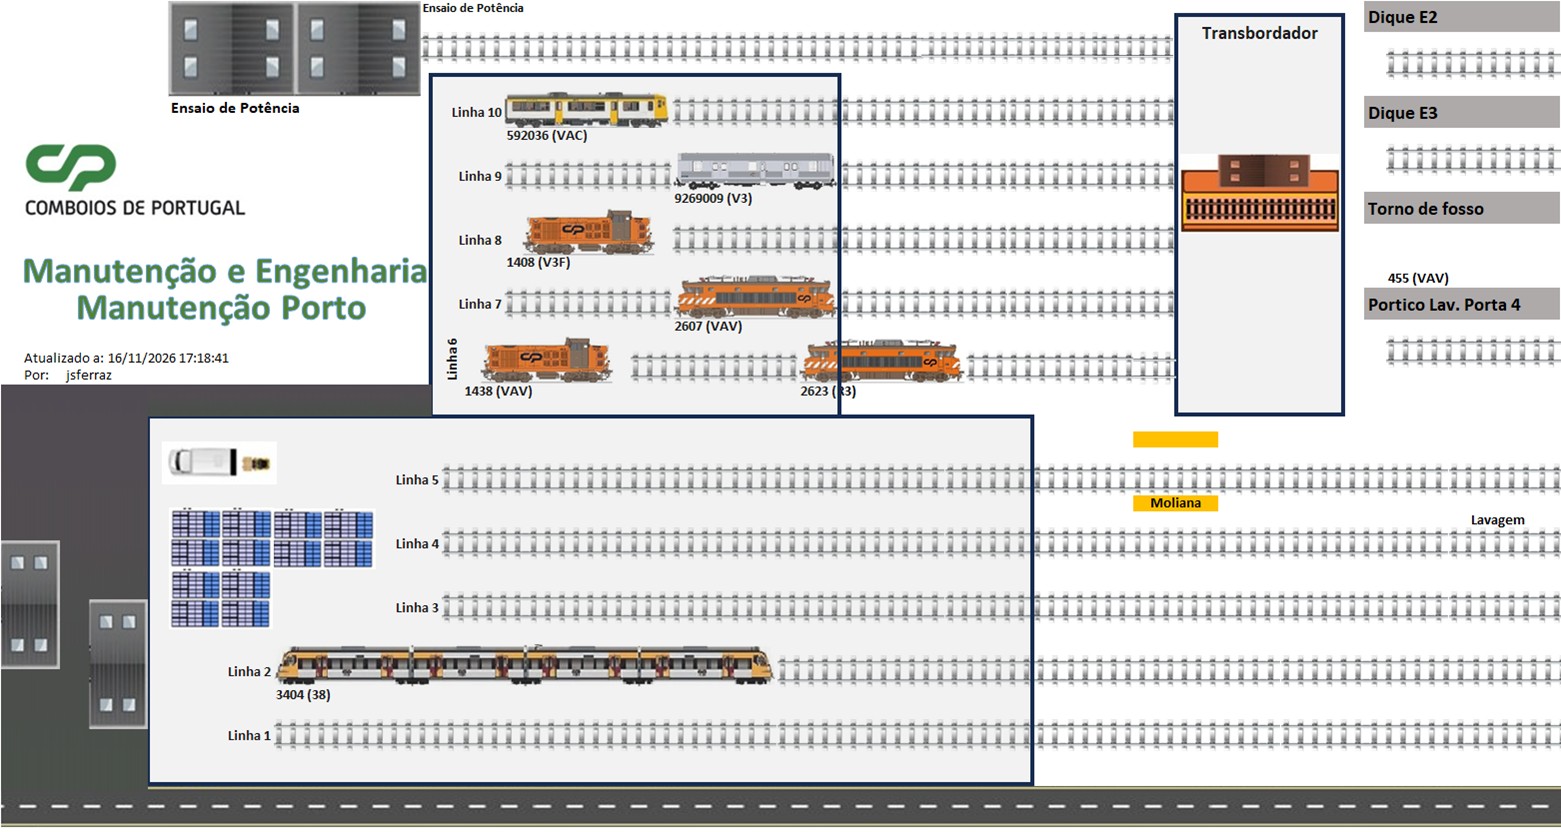 Ensaio de Potência
Ensaio de Potência
Transbordador
Dique E2
Dique E3
Torno de fosso
455 (VAV)
Portico Lav. Porta 4
CP
COMBOIOS DE PORTUGAL
Manutenção e Engenharia
Manutenção Porto
Atualizado a: 16/11/2026 17:18:41
Por: jsferraz
Linha 10
592036 (VAC)
Linha 9
9269009 (V3)
Linha 8
1408 (V3F)
Linha 7
2607 (VAV)
Linha 6
1438 (VAV)
2623 (R3)
Linha 5
Moliana
Lavagem
Linha 4
Linha 3
Linha 2
3404 (38)
Linha 1